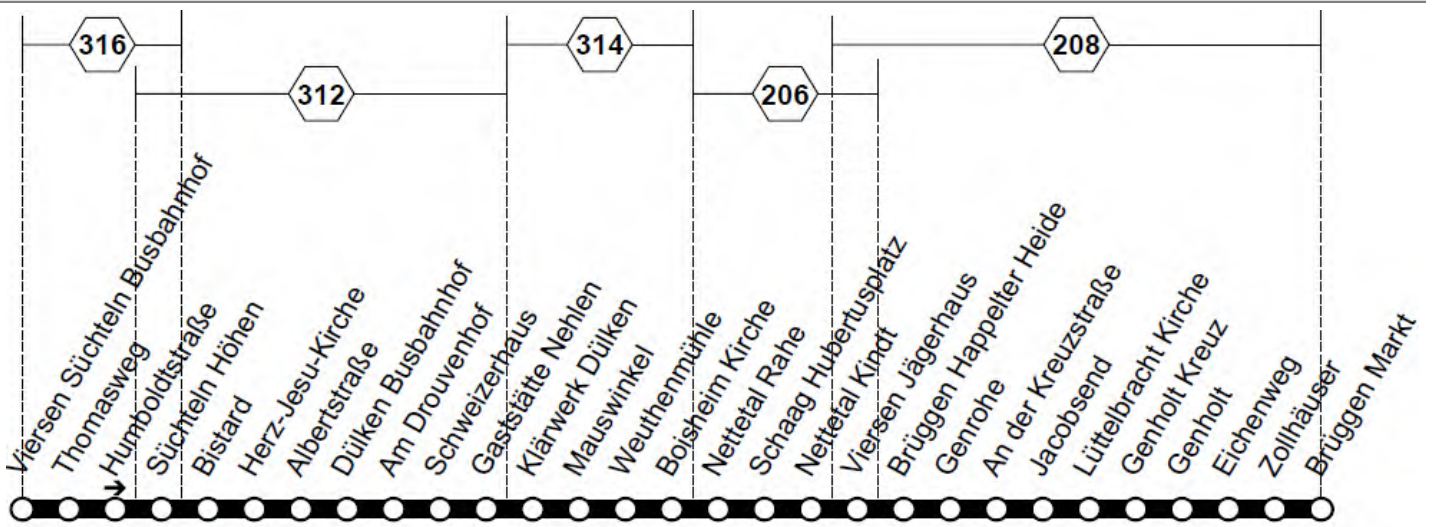 316
314
208
312
206
Viersen Süchteln Busbahnhof
Thomasweg
Humboldtstraße
Süchteln Höhen
Bistard
Herz-Jesu-Kirche
Albertstraße
Dülken Busbahnhof
Am Drouvenhof
Schweizerhaus
Gaststätte Nehlen
Klärwerk Dülken
Mauswinkel
Weuthenmühle
Boisheim Kirche
Nettetal Rahe
Schaag Hubertusplatz
Nettetal Kindt
Viersen Jägerhaus
Brüggen Happelter Heide
Genrohe
An der Kreuzstraße
Jacobsend
Lüttelbracht Kirche
Genholt Kreuz
Genholt
Eichenweg
Zollhäuser
Brüggen Markt